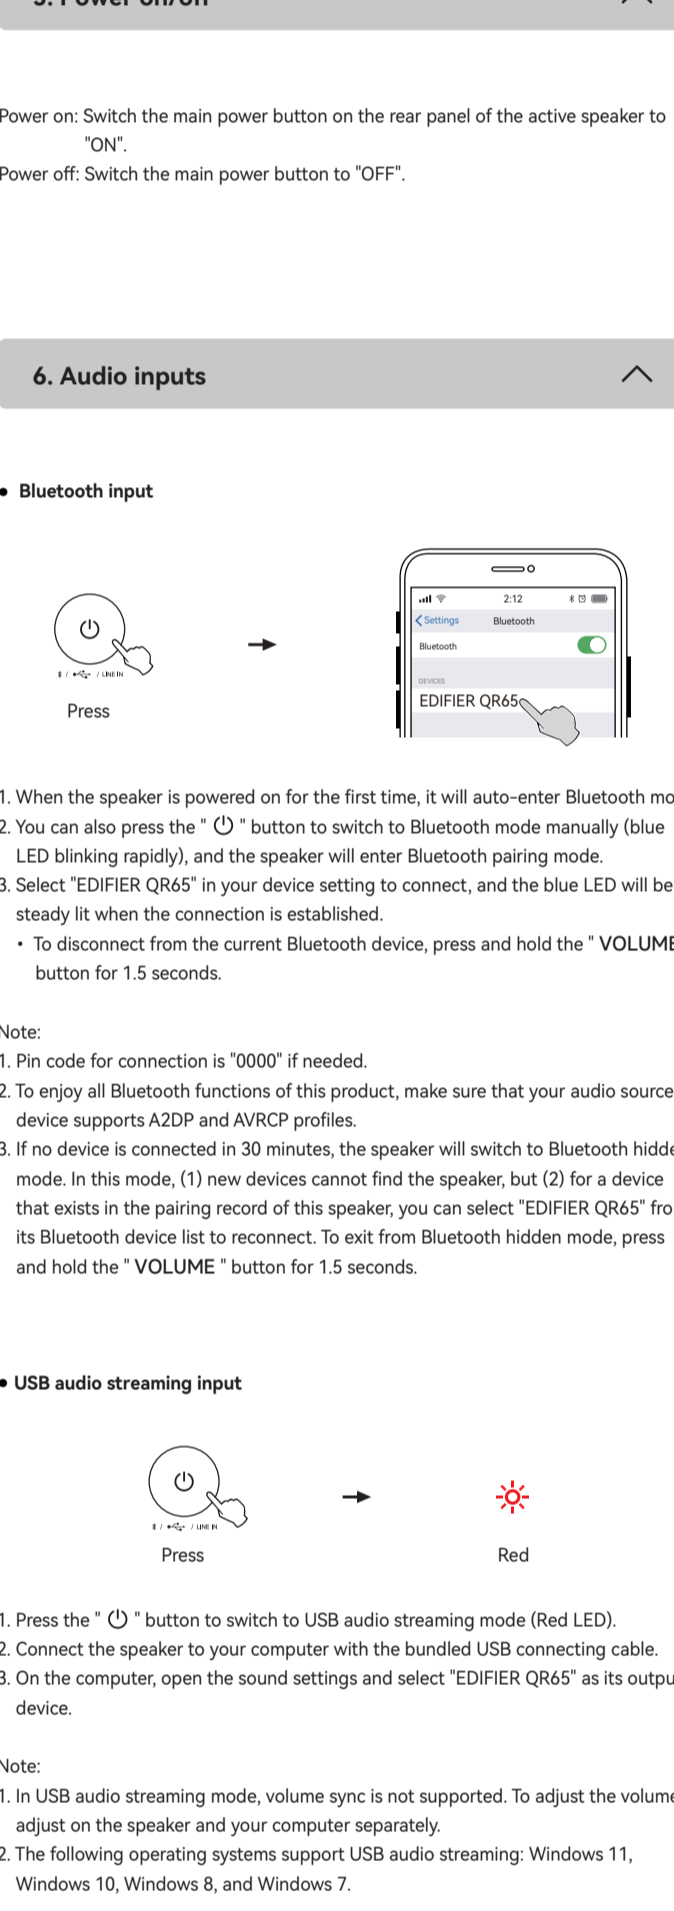 5. Power on/off
Power on: Switch the main power button on the rear panel of the active speaker to
"ON".
Power off: Switch the main power button to "OFF".
6. Audio inputs
• Bluetooth input
2:12
Settings
Bluetooth
Bluetooth
DEVICES
EDIFIER QR65
/ / LINE IN
Press
1. When the speaker is powered on for the first time, it will auto-enter Bluetooth mo
2. You can also press the " " button to switch to Bluetooth mode manually (blue
LED blinking rapidly), and the speaker will enter Bluetooth pairing mode.
3. Select "EDIFIER QR65" in your device setting to connect, and the blue LED will be
steady lit when the connection is established.
• To disconnect from the current Bluetooth device, press and hold the " VOLUME
button for 1.5 seconds.
Note:
1. Pin code for connection is "0000" if needed.
2. To enjoy all Bluetooth functions of this product, make sure that your audio source
device supports A2DP and AVRCP profiles.
3. If no device is connected in 30 minutes, the speaker will switch to Bluetooth hidde
mode. In this mode, (1) new devices cannot find the speaker, but (2) for a device
that exists in the pairing record of this speaker, you can select "EDIFIER QR65" fro
its Bluetooth device list to reconnect. To exit from Bluetooth hidden mode, press
and hold the " VOLUME " button for 1.5 seconds.
• USB audio streaming input
/ / LINE IN
Press
Red
1. Press the " " button to switch to USB audio streaming mode (Red LED).
2. Connect the speaker to your computer with the bundled USB connecting cable.
3. On the computer, open the sound settings and select "EDIFIER QR65" as its outpu
device.
Note:
1. In USB audio streaming mode, volume sync is not supported. To adjust the volume
adjust on the speaker and your computer separately.
2. The following operating systems support USB audio streaming: Windows 11,
Windows 10, Windows 8, and Windows 7.